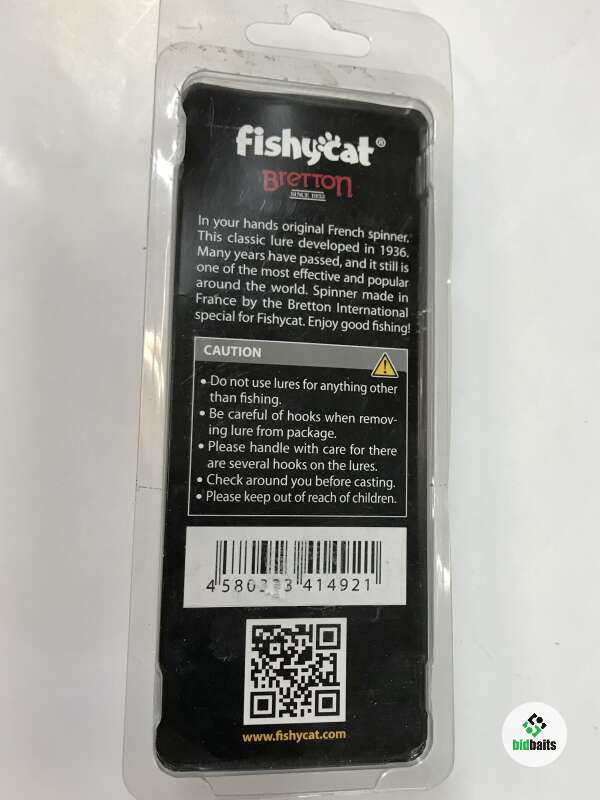 fishycat®
Bretton
In your hands original French spinner.
This classic lure developed in 1936.
Many years have passed, and it still is
one of the most effective and popular
around the world. Spinner made in
France by the Bretton International
special for Fishycat. Enjoy good fishing!
CAUTION
• Do not use lures for anything other
than fishing.
• Be careful of hooks when remov-
ing lure from package.
• Please handle with care for there
are several hooks on the lures.
• Check around you before casting.
• Please keep out of reach of children.
4 580333 414921
www.fishycat.com
bidbaits